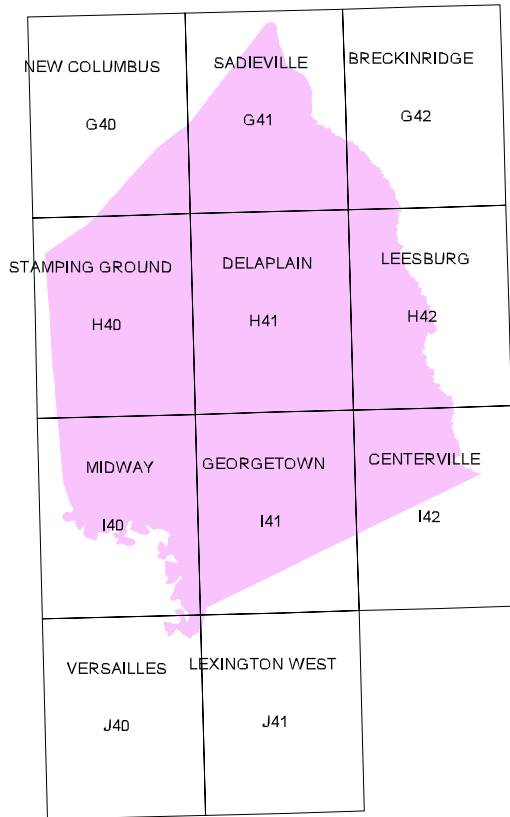 NEW COLUMBUS
G40
SADIEVILLE
G41
BRECKINRIDGE
G42
STAMPING GROUND
H40
DELAPLAIN
H41
LEESBURG
H42
MIDWAY
I40
GEORGETOWN
I41
CENTERVILLE
I42
VERSAILLES
J40
LEXINGTON WEST
J41